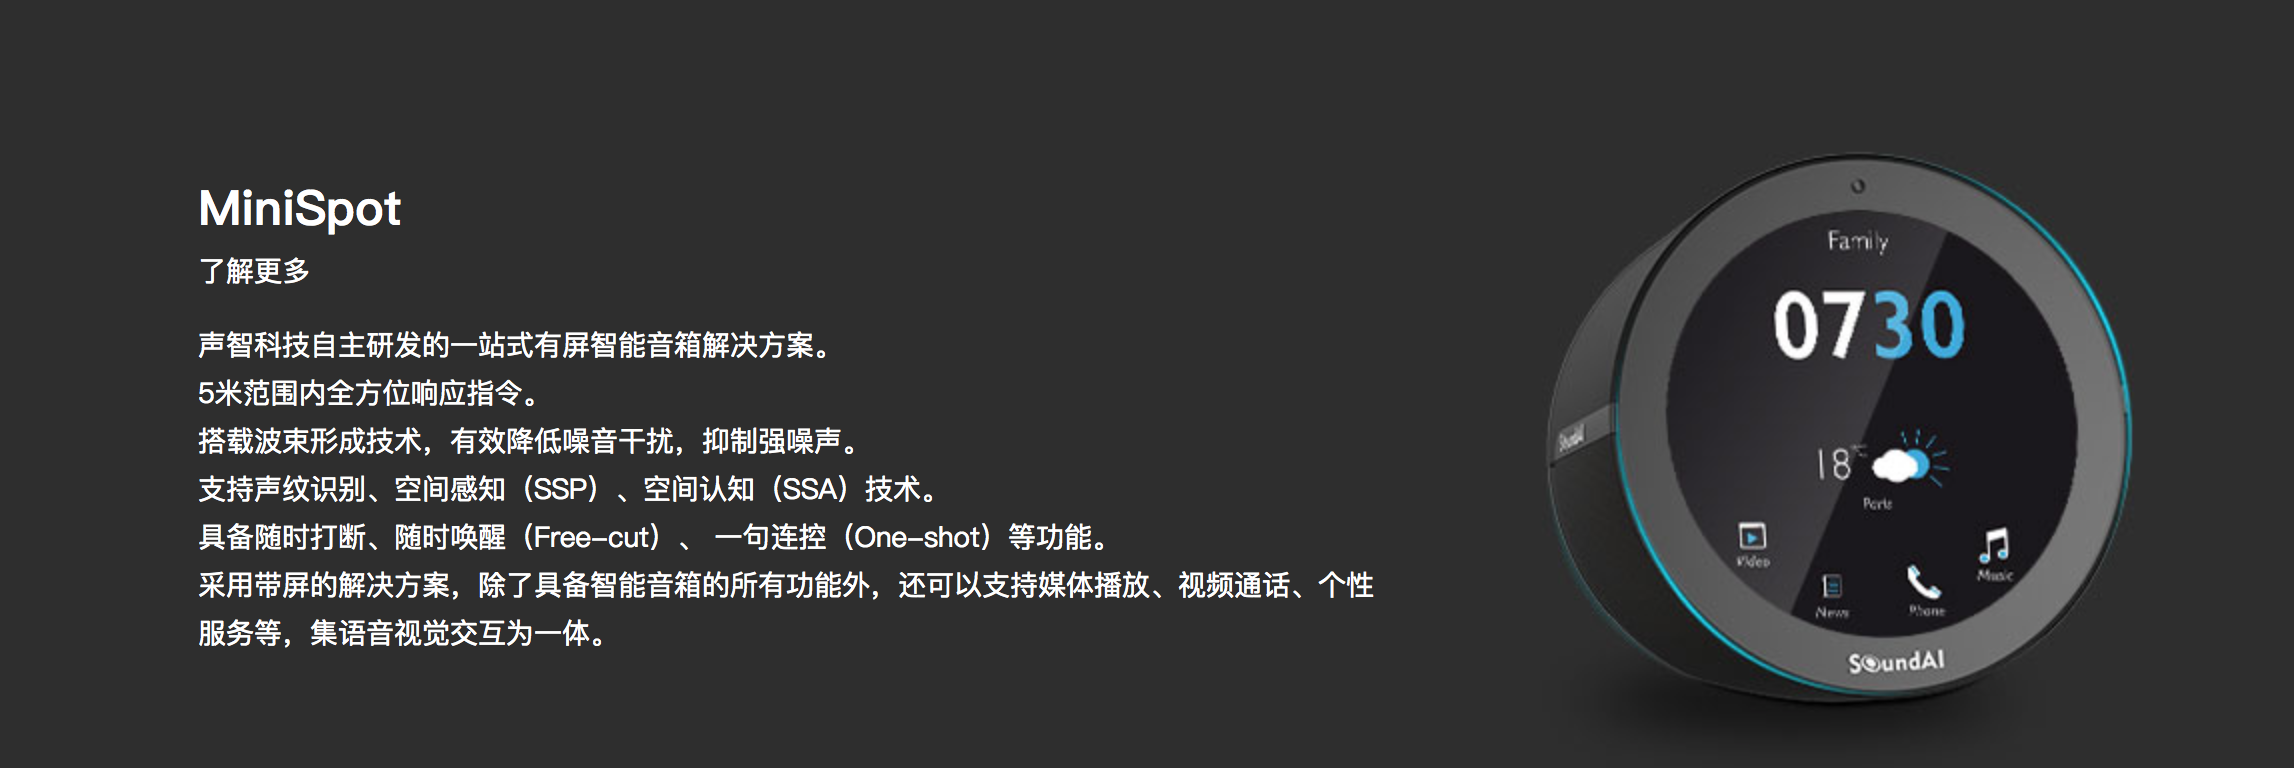 MiniSpot
了解更多
声智科技自主研发的一站式有屏智能音箱解决方案。
5米范围内全方位响应指令。
搭载波束形成技术，有效降低噪音干扰，抑制强噪声。
支持声纹识别、空间感知（SSP）、空间认知（SSA）技术。
具备随时打断、随时唤醒（Free-cut）、 一句连控（One-shot）等功能。
采用带屏的解决方案，除了具备智能音箱的所有功能外，还可以支持媒体播放、视频通话、个性
服务等，集语音视觉交互为一体。
Family
0730
18
Paris
Video
News
Phone
Music
SoundAI
SoundAI